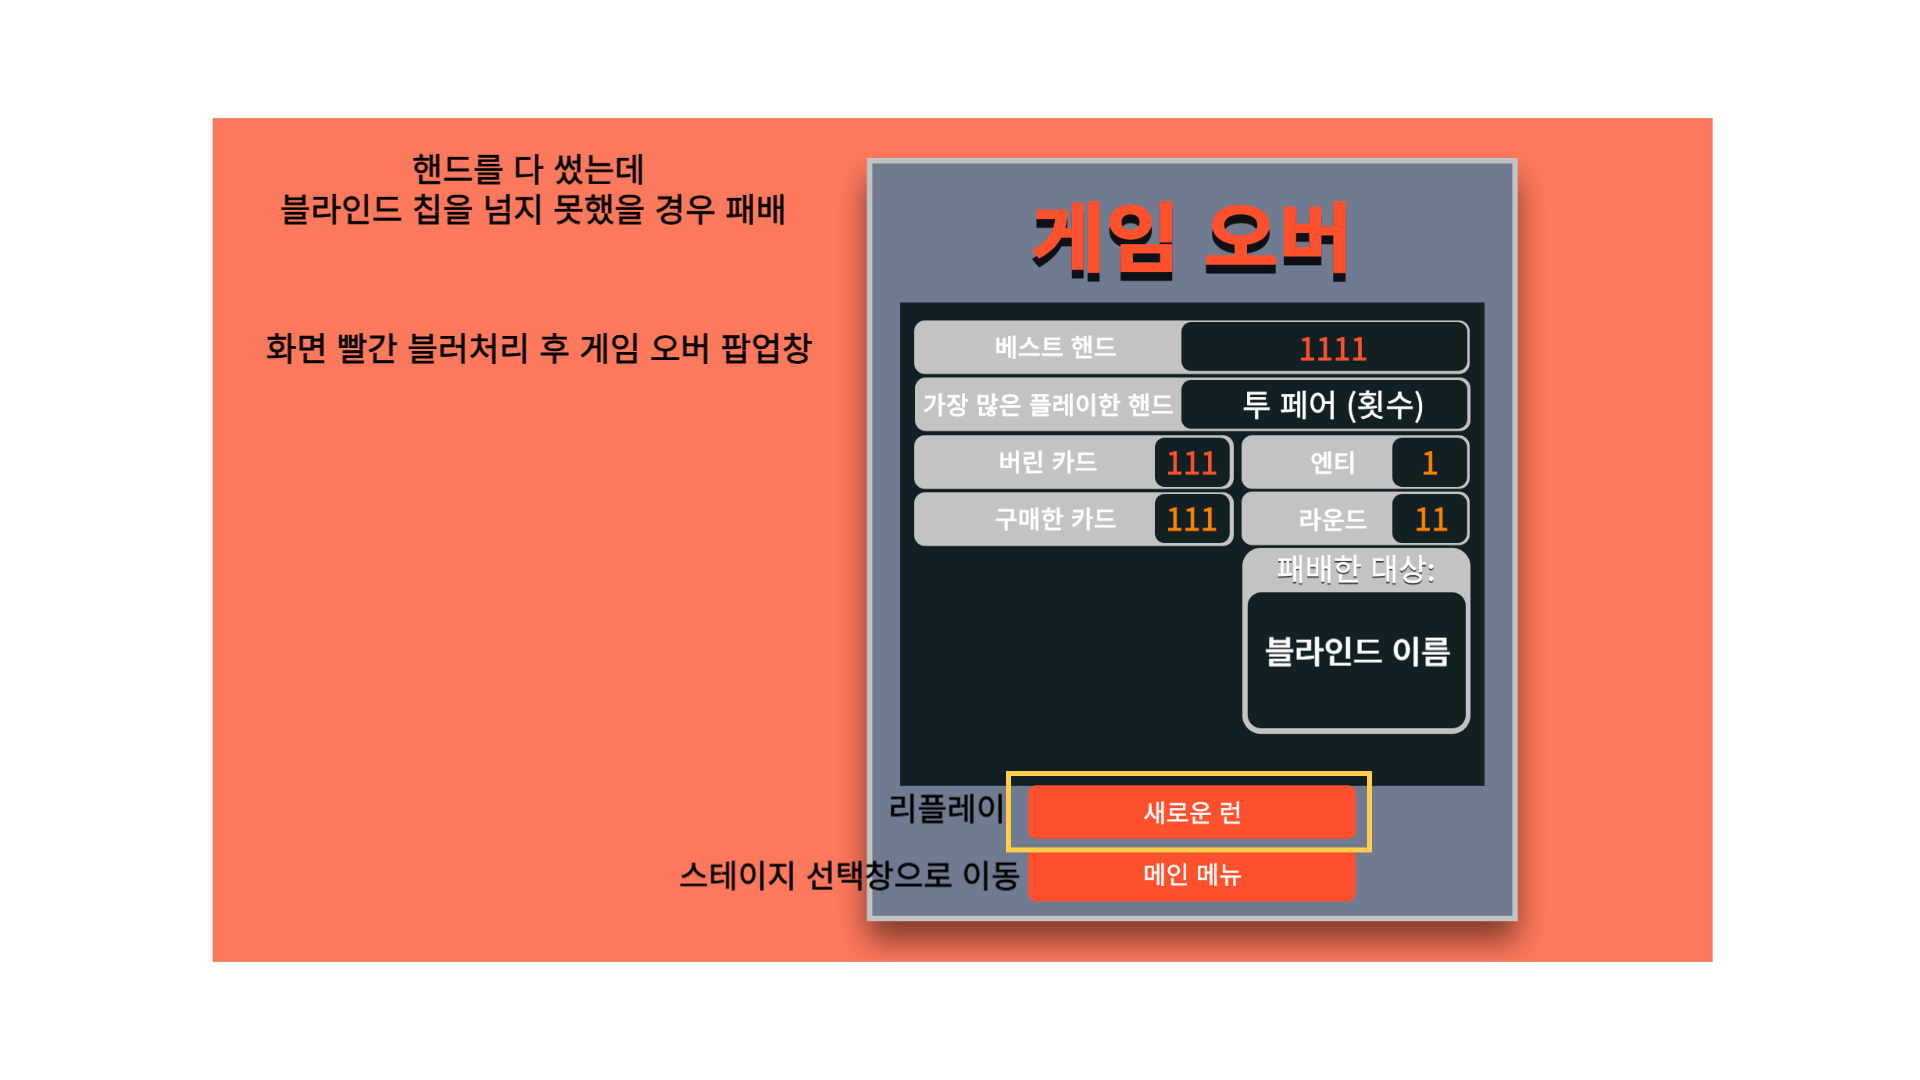 핸드를 다 썼는데
블라인드 칩을 넘지 못했을 경우 패배
화면 빨간 블러처리 후 게임 오버 팝업창
게임 오버
베스트 핸드 1111
가장 많은 플레이한 핸드 투 페어 (횟수)
버린 카드 111 엔티 1
구매한 카드 111 라운드 11
패배한 대상:
블라인드 이름
리플레이 새로운 런
스테이지 선택창으로 이동 메인 메뉴